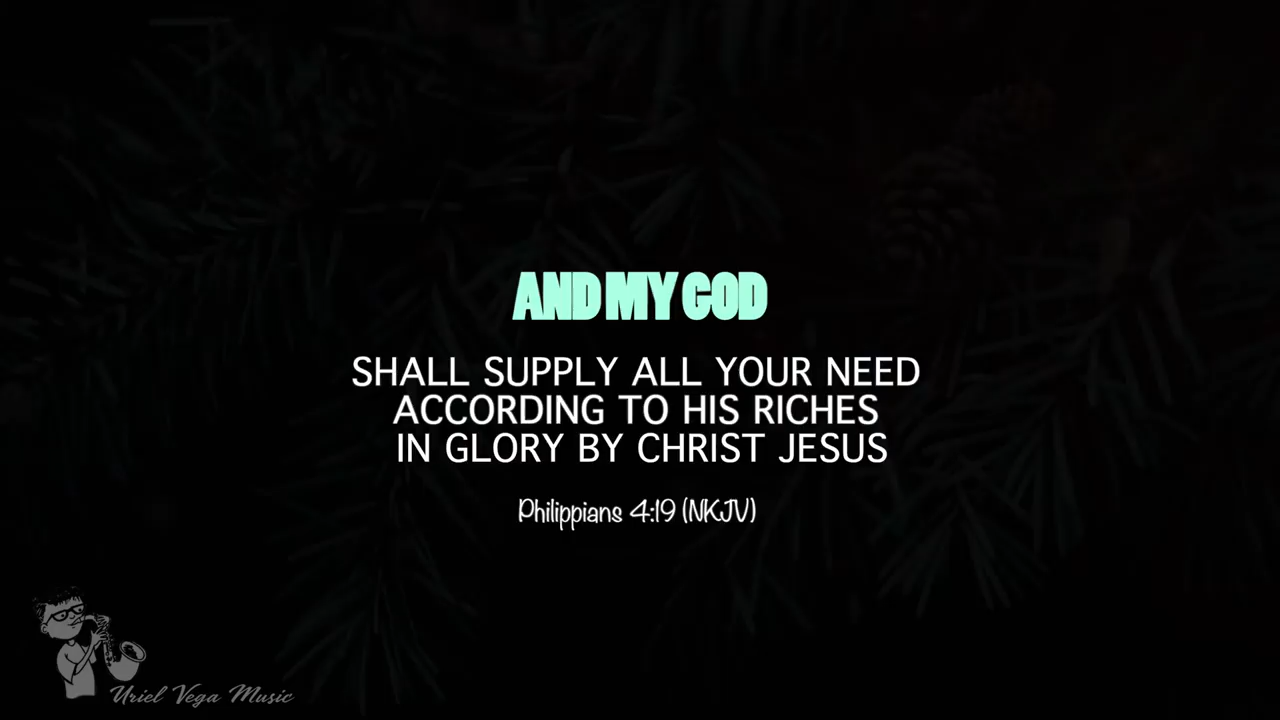 AND MY GOD
SHALL SUPPLY ALL YOUR NEED
ACCORDING TO HIS RICHES
IN GLORY BY CHRIST JESUS
Philippians 4:19 (NKJV)
Uriel Vega Music